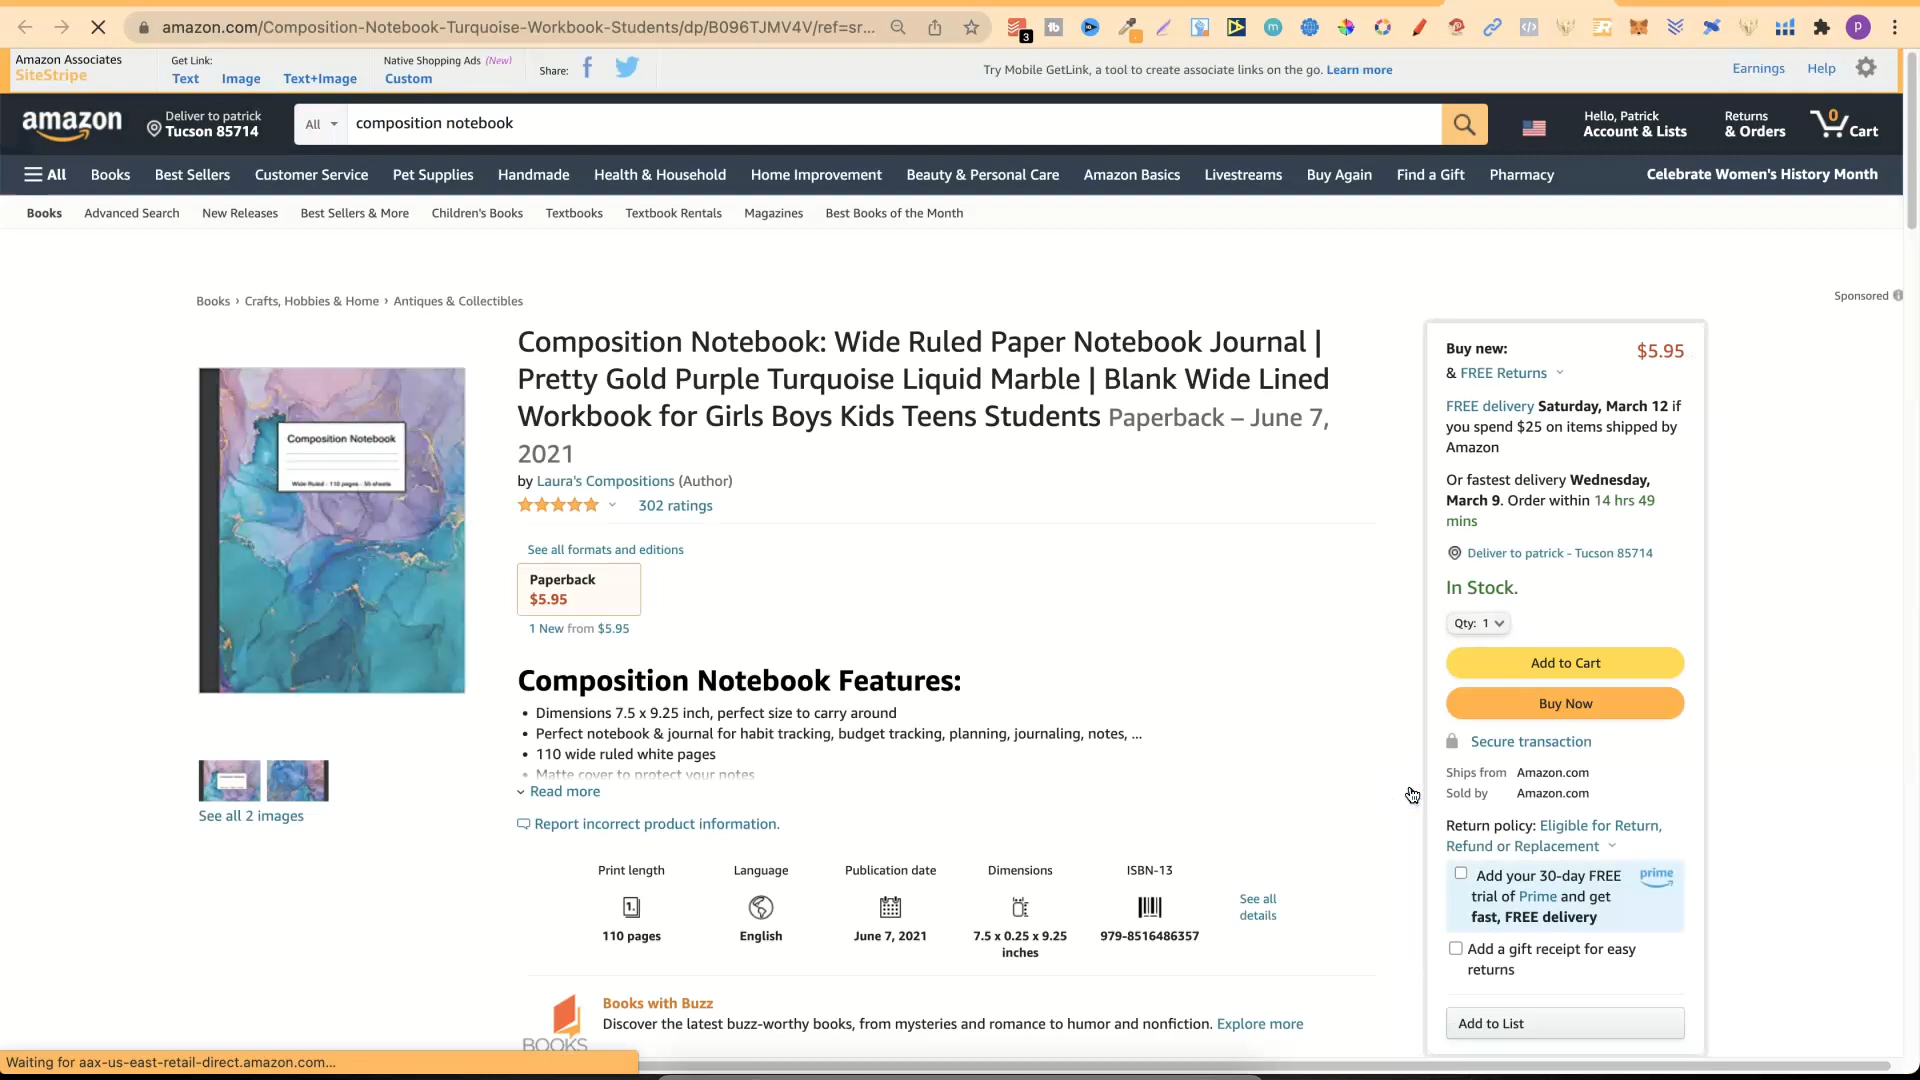 amazon.com/Composition-Notebook-Turquoise-Workbook-Students/dp/B096TJMV4V/ref=sr...
3
Amazon Associates
SiteStripe
Get Link:
Text Image Text+Image
Native Shopping Ads (New)
Custom
Share:
Try Mobile GetLink, a tool to create associate links on the go. Learn more
Earnings Help
amazon
Deliver to patrick
Tucson 85714
All
composition notebook
Hello, Patrick
Account & Lists
Returns
& Orders
0
Cart
All Books Best Sellers Customer Service Pet Supplies Handmade Health & Household Home Improvement Beauty & Personal Care Amazon Basics Livestreams Buy Again Find a Gift Pharmacy Celebrate Women's History Month
Books Advanced Search New Releases Best Sellers & More Children's Books Textbooks Textbook Rentals Magazines Best Books of the Month
Books › Crafts, Hobbies & Home › Antiques & Collectibles
Sponsored
Composition Notebook
Wide Ruled - 110 pages - 55 sheets
See all 2 images
Composition Notebook: Wide Ruled Paper Notebook Journal |
Pretty Gold Purple Turquoise Liquid Marble | Blank Wide Lined
Workbook for Girls Boys Kids Teens Students Paperback – June 7,
2021
by Laura's Compositions (Author)
302 ratings
See all formats and editions
Paperback
$5.95
1 New from $5.95
Composition Notebook Features:
• Dimensions 7.5 x 9.25 inch, perfect size to carry around
• Perfect notebook & journal for habit tracking, budget tracking, planning, journaling, notes, ...
• 110 wide ruled white pages
• Matte cover to protect your notes
Read more
Report incorrect product information.
Print length
110 pages
Language
English
Publication date
June 7, 2021
Dimensions
7.5 x 0.25 x 9.25
inches
ISBN-13
979-8516486357
See all
details
BOOKS
Books with Buzz
Discover the latest buzz-worthy books, from mysteries and romance to humor and nonfiction. Explore more
Buy new: $5.95
& FREE Returns
FREE delivery Saturday, March 12 if
you spend $25 on items shipped by
Amazon
Or fastest delivery Wednesday,
March 9. Order within 14 hrs 49
mins
Deliver to patrick - Tucson 85714
In Stock.
Qty: 1
Add to Cart
Buy Now
Secure transaction
Ships from Amazon.com
Sold by Amazon.com
Return policy: Eligible for Return,
Refund or Replacement
Add your 30-day FREE
trial of Prime and get
fast, FREE delivery
prime
Add a gift receipt for easy
returns
Add to List
Waiting for aax-us-east-retail-direct.amazon.com...